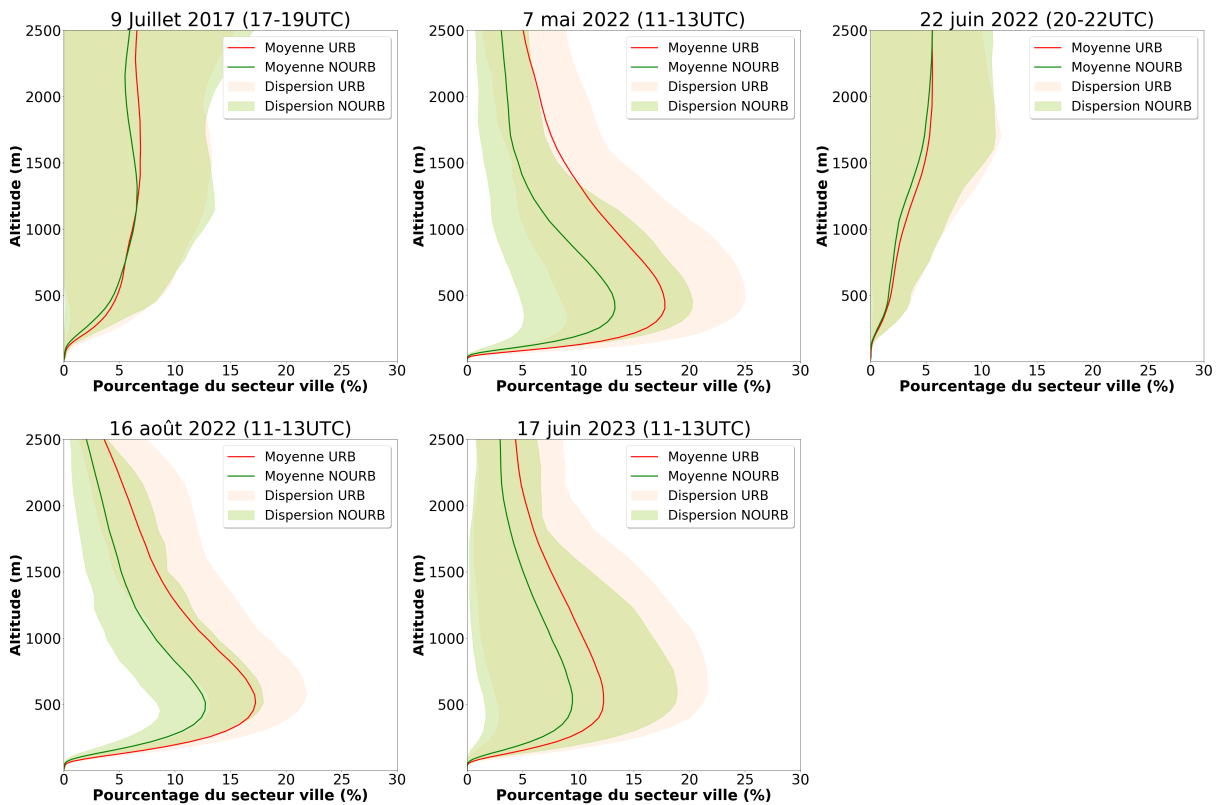 9 Juillet 2017 (17-19UTC)
2500
2000
1500
1000
500
Altitude (m)
0 5 10 15 20 25 30
Pourcentage du secteur ville (%)
Moyenne URB
Moyenne NOURB
Dispersion URB
Dispersion NOURB
7 mai 2022 (11-13UTC)
2500
2000
1500
1000
500
Altitude (m)
0 5 10 15 20 25 30
Pourcentage du secteur ville (%)
Moyenne URB
Moyenne NOURB
Dispersion URB
Dispersion NOURB
22 juin 2022 (20-22UTC)
2500
2000
1500
1000
500
Altitude (m)
0 5 10 15 20 25 30
Pourcentage du secteur ville (%)
Moyenne URB
Moyenne NOURB
Dispersion URB
Dispersion NOURB
16 août 2022 (11-13UTC)
2500
2000
1500
1000
500
Altitude (m)
0 5 10 15 20 25 30
Pourcentage du secteur ville (%)
Moyenne URB
Moyenne NOURB
Dispersion URB
Dispersion NOURB
17 juin 2023 (11-13UTC)
2500
2000
1500
1000
500
Altitude (m)
0 5 10 15 20 25 30
Pourcentage du secteur ville (%)
Moyenne URB
Moyenne NOURB
Dispersion URB
Dispersion NOURB